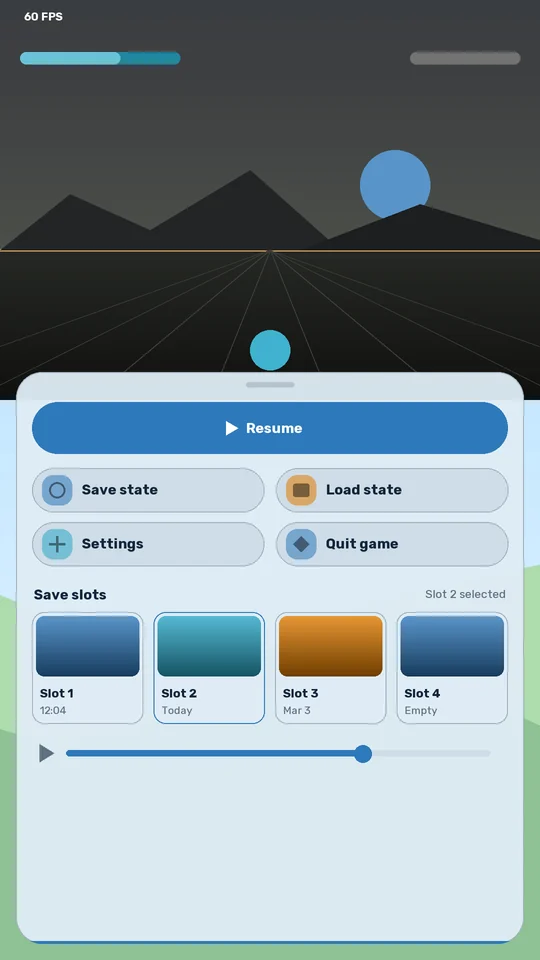 60 FPS
Resume
Save state
Load state
Settings
Quit game
Save slots
Slot 2 selected
Slot 1
12:04
Slot 2
Today
Slot 3
Mar 3
Slot 4
Empty